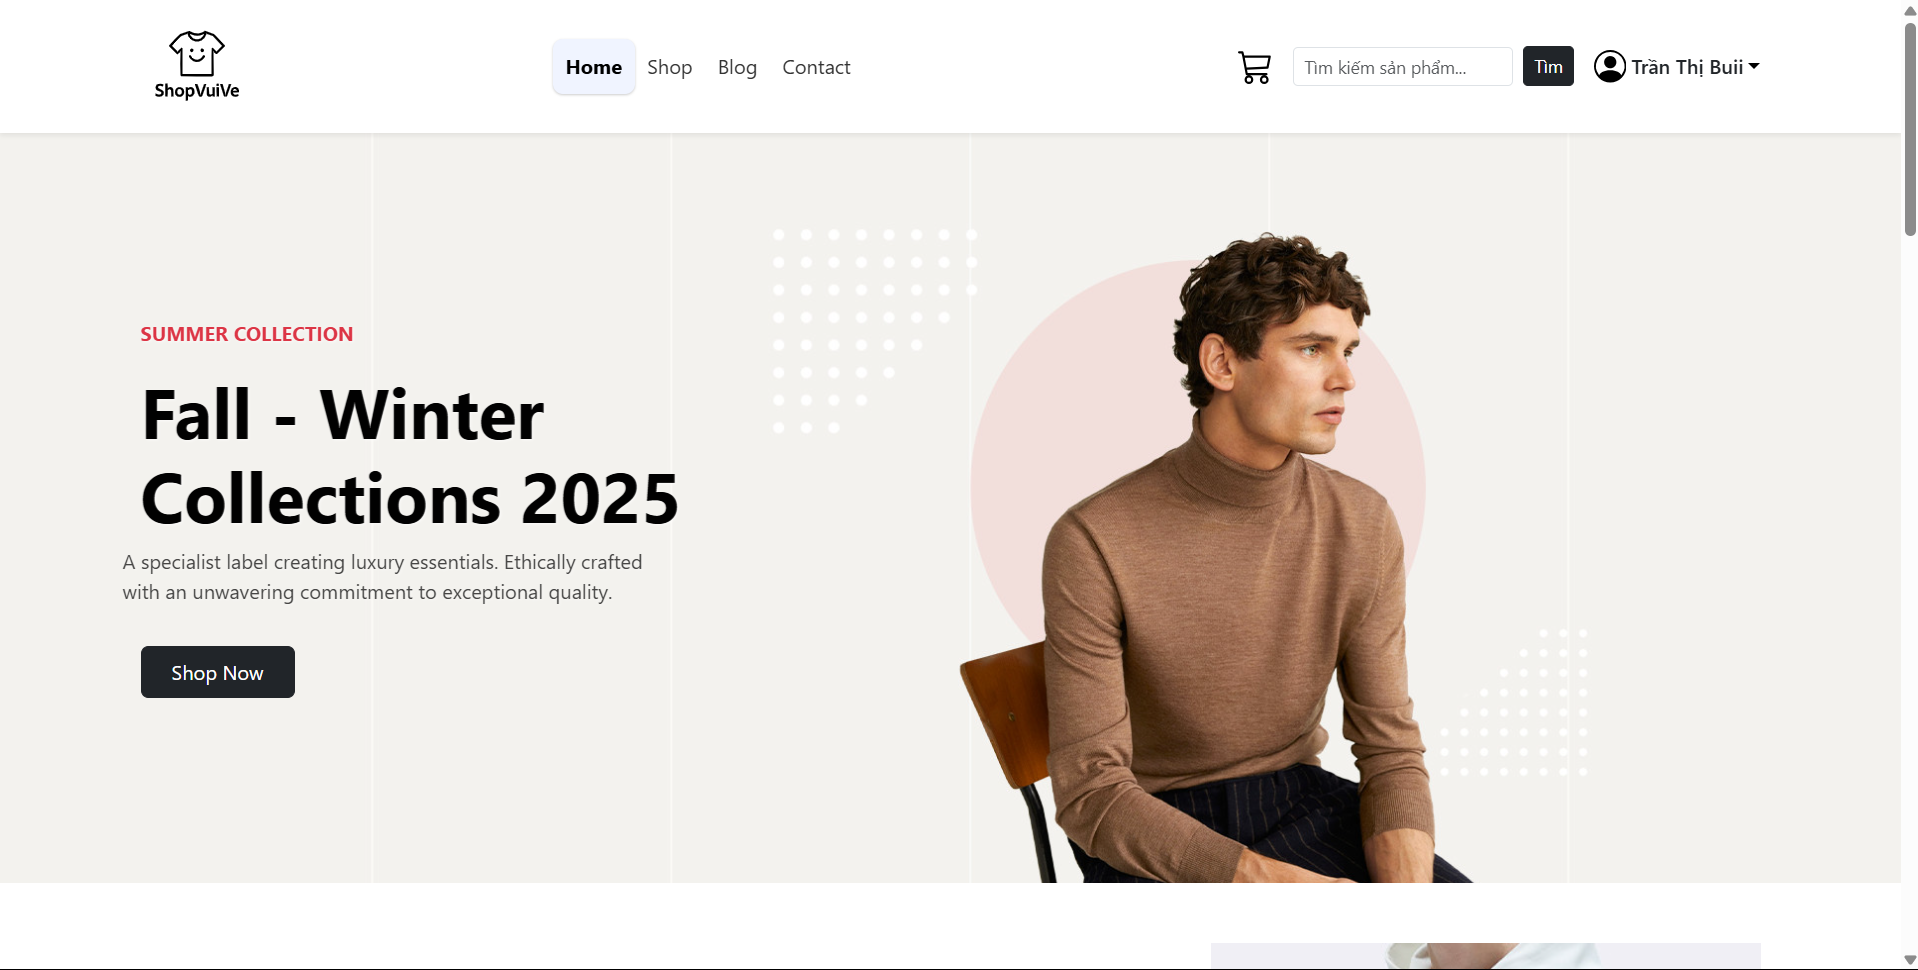 ShopVuiVe
Home
Shop
Blog
Contact
Tìm kiếm sản phẩm...
Tìm
Trần Thị Buii
SUMMER COLLECTION
Fall - Winter
Collections 2025
A specialist label creating luxury essentials. Ethically crafted
with an unwavering commitment to exceptional quality.
Shop Now